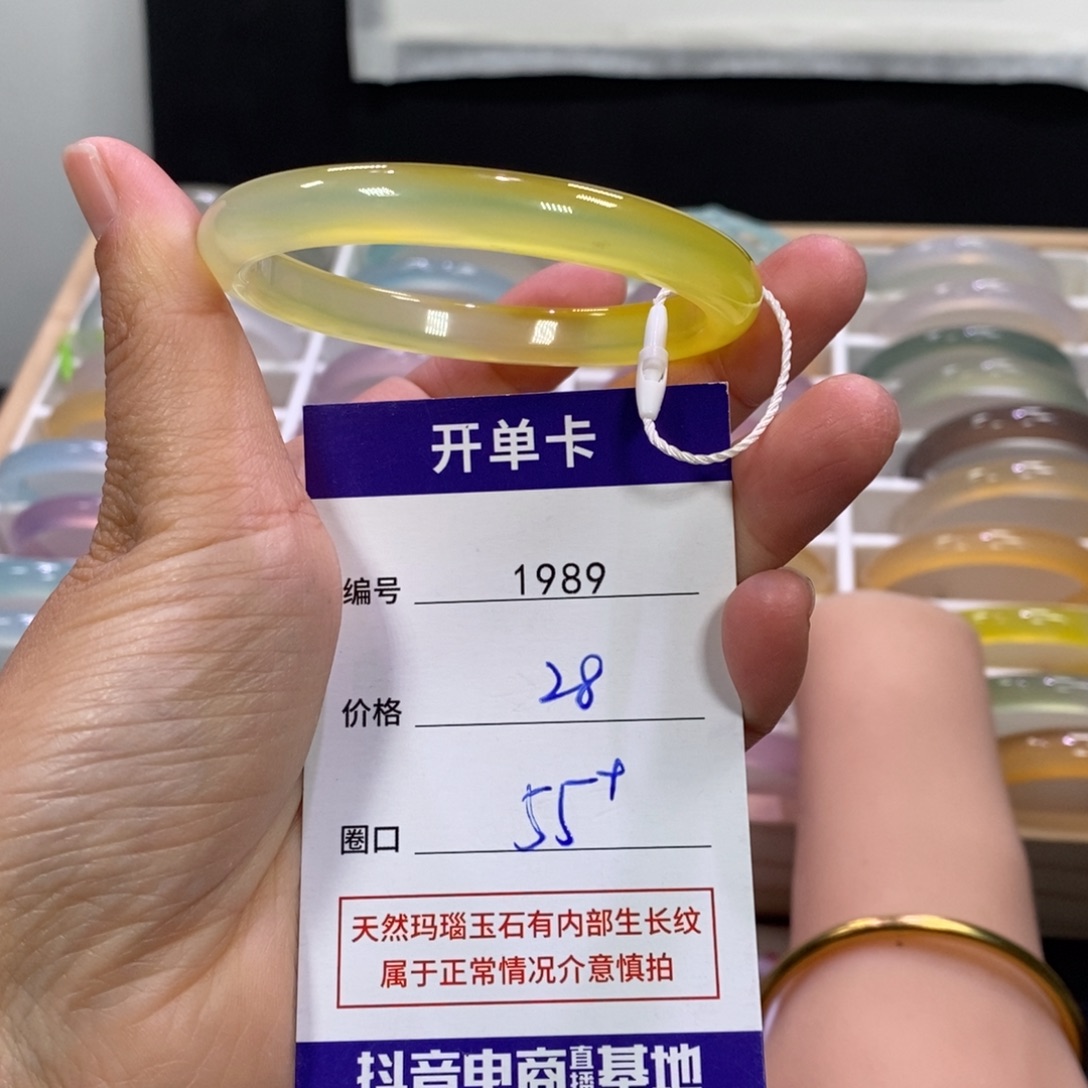 开单卡
编号 1989
价格 28
圈口 55+
天然玛瑙玉石有内部生长纹
属于正常情况介意慎拍
抖音电商直播基地